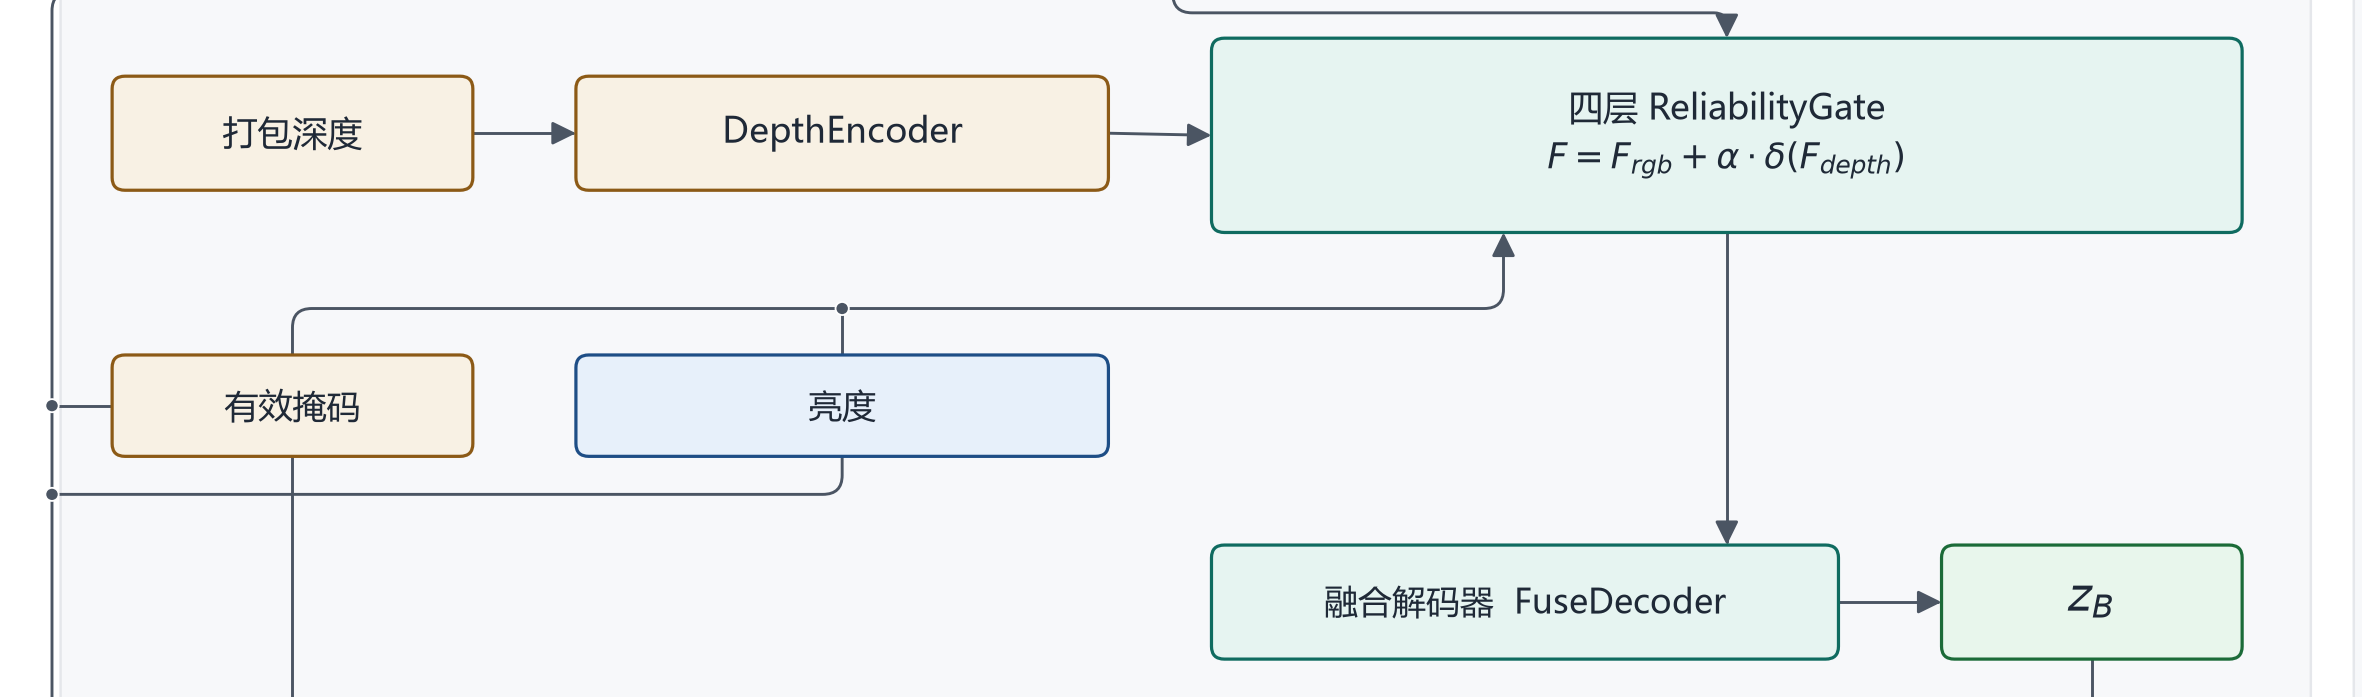 打包深度
DepthEncoder
四层 ReliabilityGate
F = F_rgb + α · δ(F_depth)
有效掩码
亮度
融合解码器 FuseDecoder
z_B